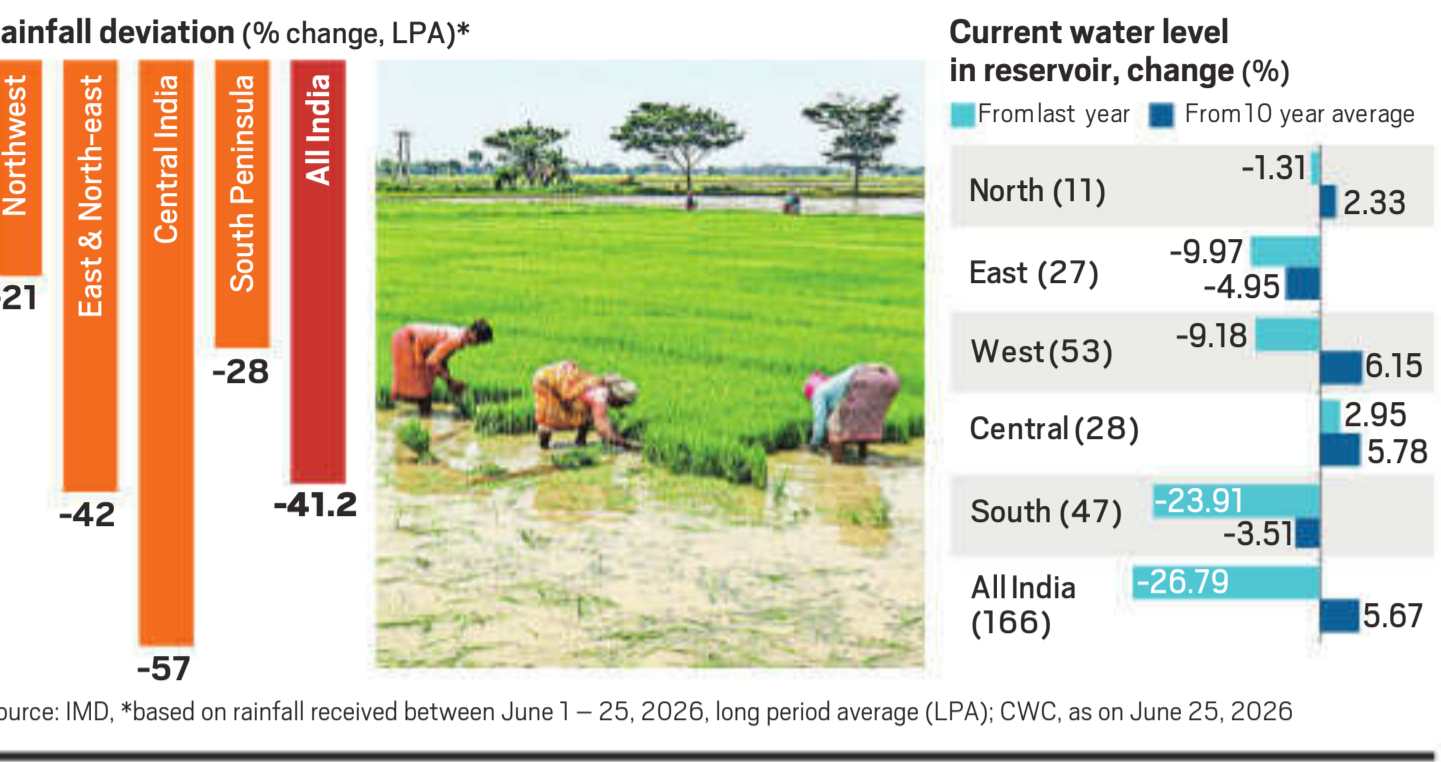 ainfall deviation (% change, LPA)*
Northwest
-21
East & North-east
-42
Central India
-57
South Peninsula
-28
All India
-41.2
Current water level
in reservoir, change (%)
From last year
From 10 year average
North (11)
-1.31
2.33
East (27)
-9.97
-4.95
West (53)
-9.18
6.15
Central (28)
2.95
5.78
South (47)
-23.91
-3.51
All India
(166)
-26.79
5.67
ource: IMD, *based on rainfall received between June 1 – 25, 2026, long period average (LPA); CWC, as on June 25, 2026